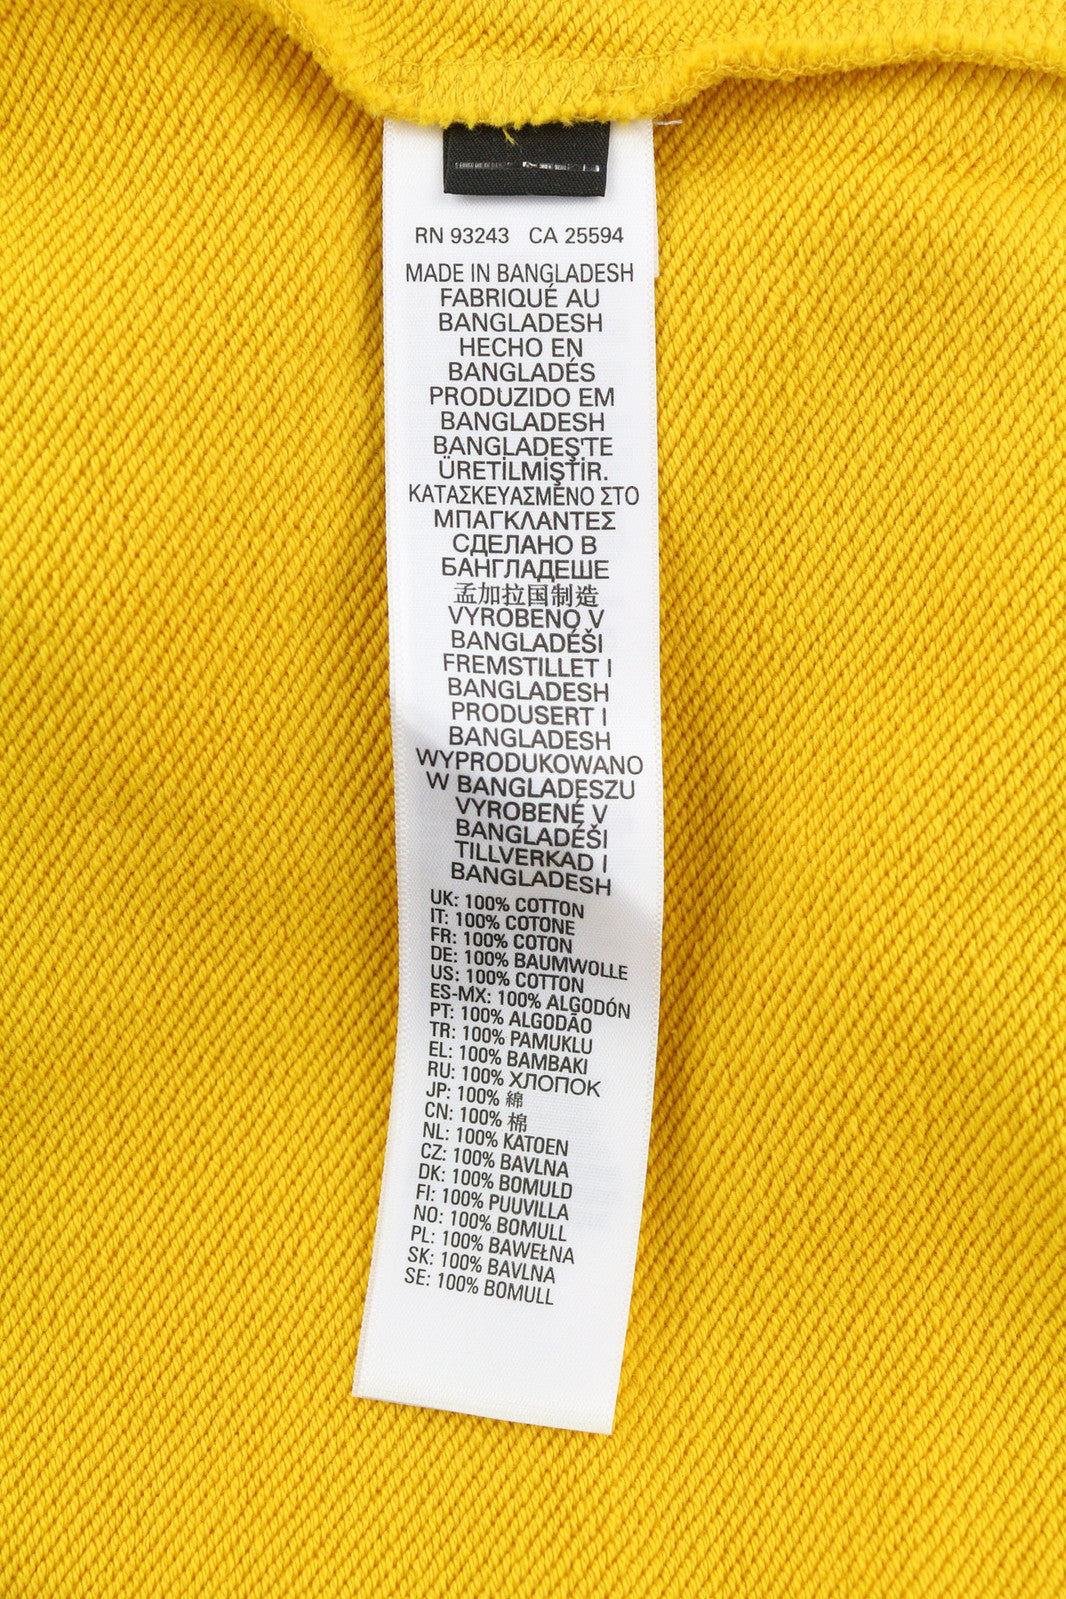 RN 93243 CA 25594
MADE IN BANGLADESH
FABRIQUÉ AU
BANGLADESH
HECHO EN
BANGLADÉS
PRODUZIDO EM
BANGLADESH
BANGLADEŞ'TE
ÜRETİLMİŞTİR.
ΚΑΤΑΣΚΕΥΑΣΜΕΝΟ ΣΤΟ
ΜΠΑΓΚΛΑΝΤΕΣ
СДЕЛАНО В
БАНГЛАДЕШЕ
孟加拉国制造
VYROBENO V
BANGLADÉŠI
FREMSTILLET I
BANGLADESH
PRODUSERT I
BANGLADESH
WYPRODUKOWANO
W BANGLADESZU
VYROBENÉ V
BANGLADÉŠI
TILLVERKAD I
BANGLADESH
UK: 100% COTTON
IT: 100% COTONE
FR: 100% COTON
DE: 100% BAUMWOLLE
US: 100% COTTON
ES-MX: 100% ALGODÓN
PT: 100% ALGODÃO
TR: 100% PAMUKLU
EL: 100% ΒΑΜΒΑΚΙ
RU: 100% ХЛОПОК
JP: 100% 綿
CN: 100% 棉
NL: 100% KATOEN
CZ: 100% BAVLNA
DK: 100% BOMULD
FI: 100% PUUVILLA
NO: 100% BOMULL
PL: 100% BAWEŁNA
SK: 100% BAVLNA
SE: 100% BOMULL